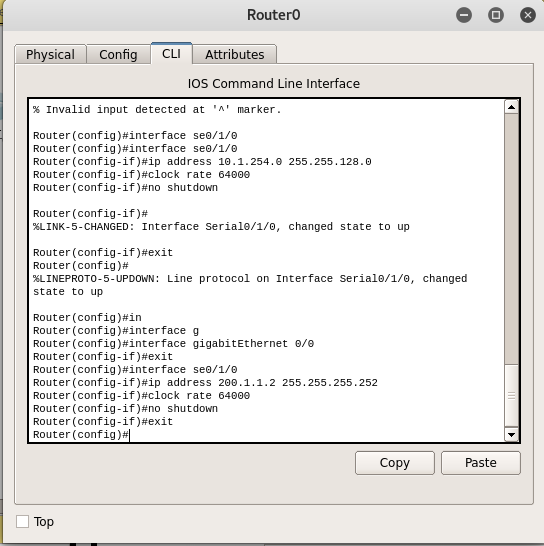 Router0
Physical Config CLI Attributes
IOS Command Line Interface
% Invalid input detected at '^' marker.
Router(config)#interface se0/1/0
Router(config)#interface se0/1/0
Router(config-if)#ip address 10.1.254.0 255.255.128.0
Router(config-if)#clock rate 64000
Router(config-if)#no shutdown
Router(config-if)#
%LINK-5-CHANGED: Interface Serial0/1/0, changed state to up
Router(config-if)#exit
Router(config)#
%LINEPROTO-5-UPDOWN: Line protocol on Interface Serial0/1/0, changed
state to up
Router(config)#in
Router(config)#interface g
Router(config)#interface gigabitEthernet 0/0
Router(config-if)#exit
Router(config)#interface se0/1/0
Router(config-if)#ip address 200.1.1.2 255.255.255.252
Router(config-if)#clock rate 64000
Router(config-if)#no shutdown
Router(config-if)#exit
Router(config)#
Copy Paste
Top